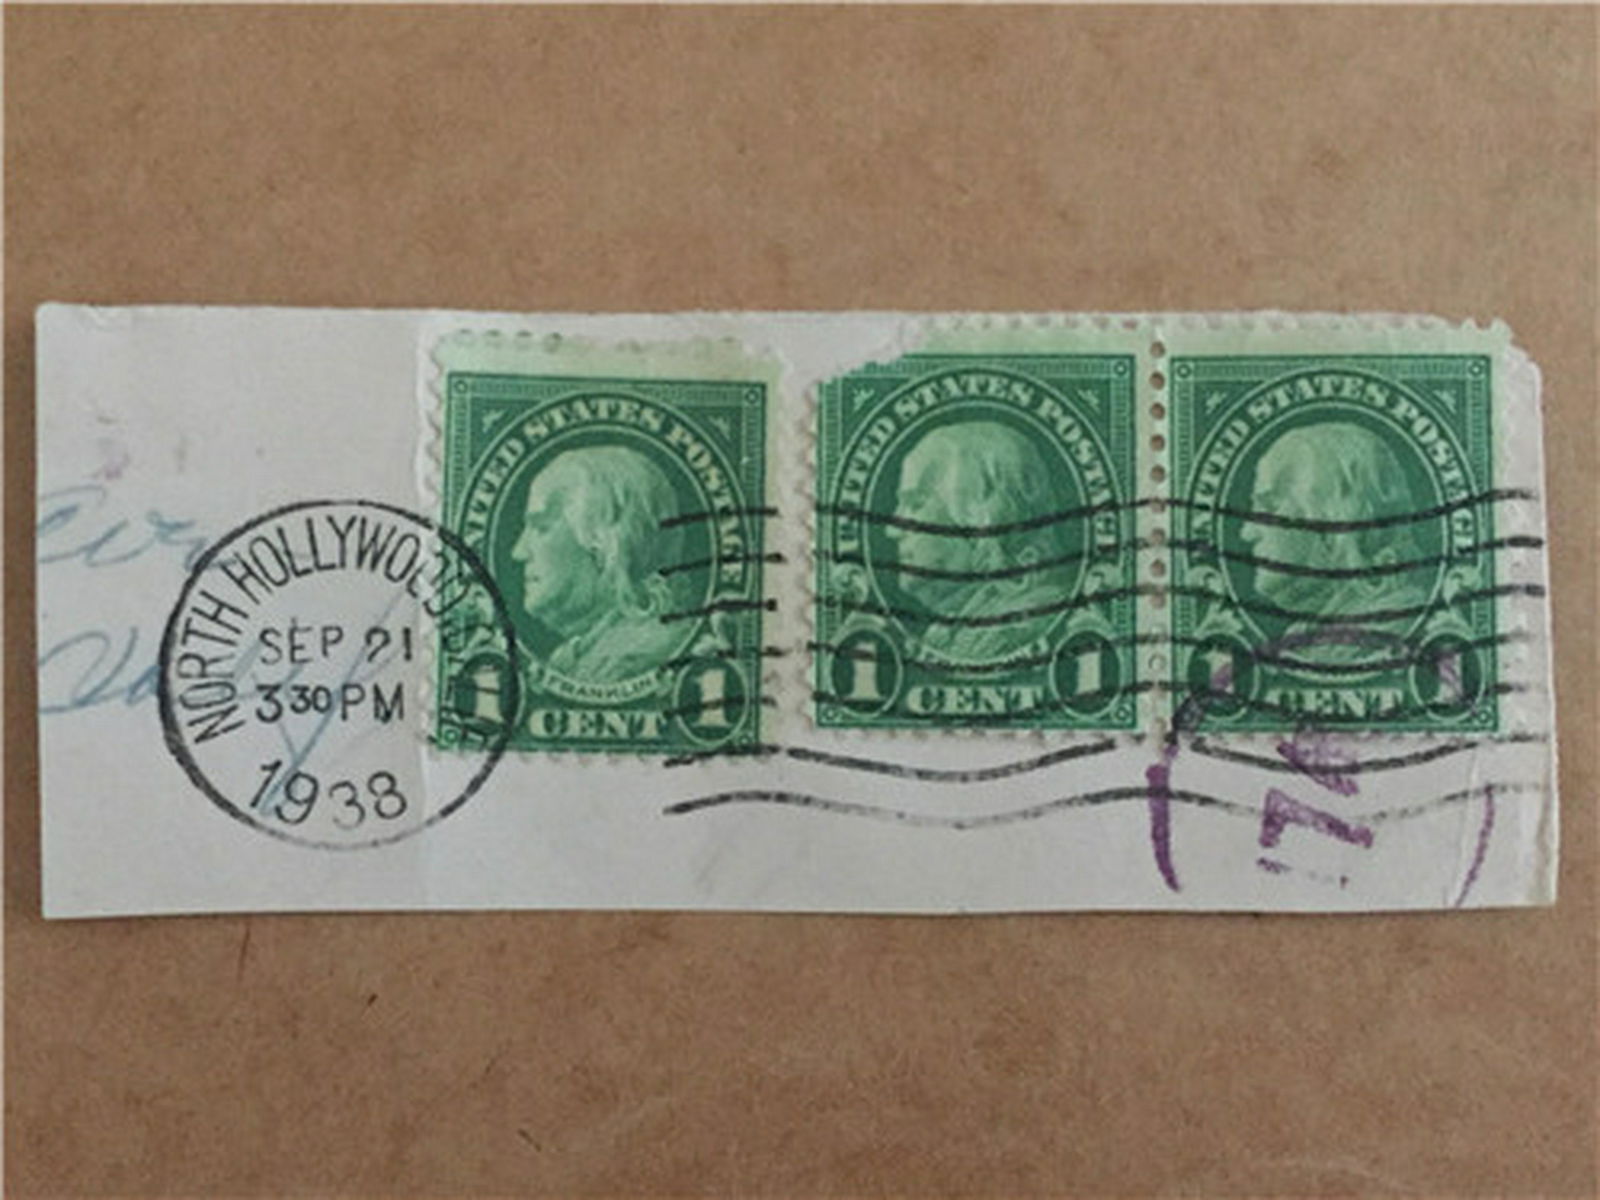 NORTH HOLLYWOOD
SEP 21
3 30 PM
1938
UNITED STATES POSTAGE
FRANKLIN
1 CENT 1
UNITED STATES POSTAGE
1 CENT 1
UNITED STATES POSTAGE
1 CENT 1